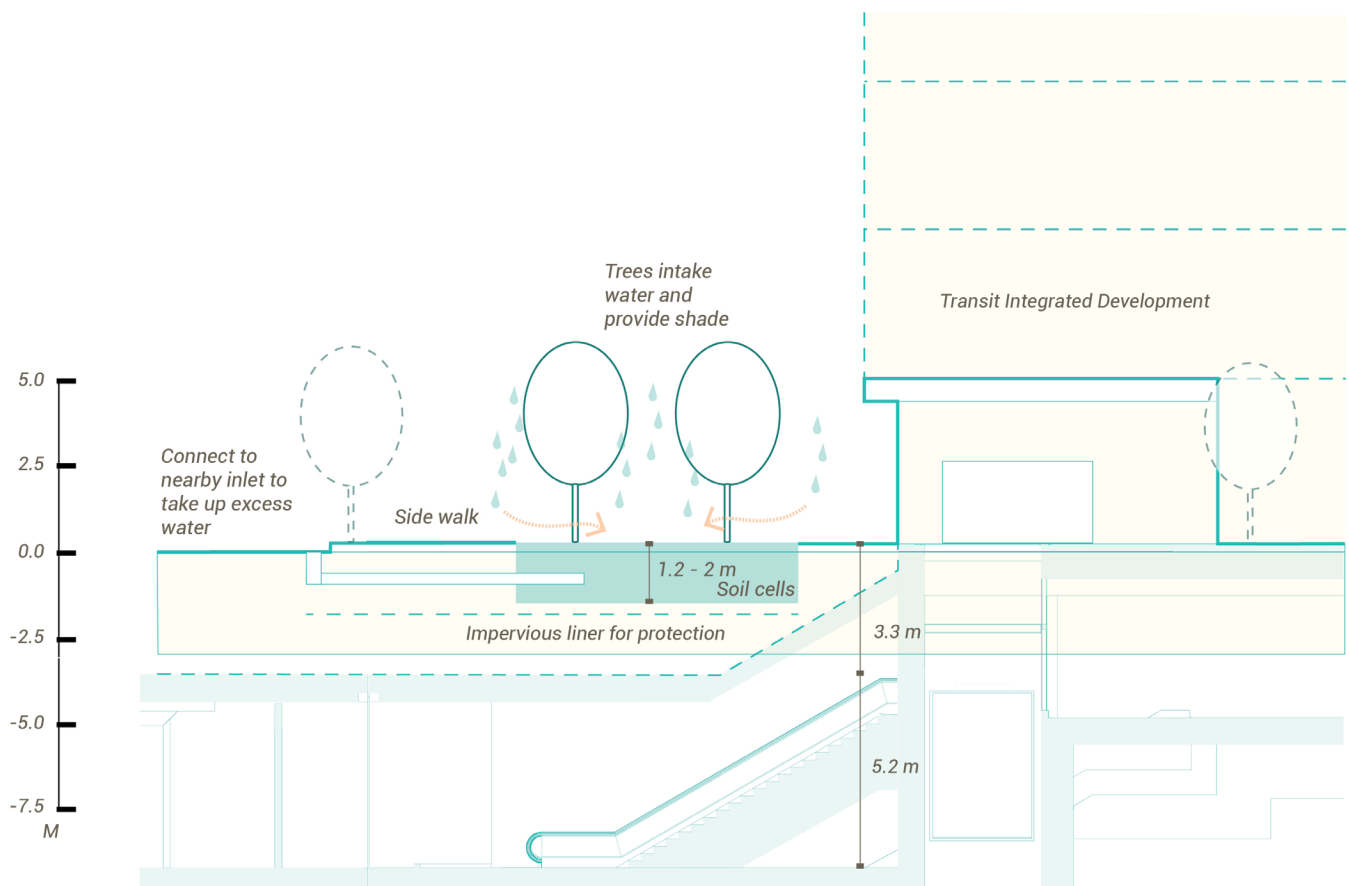 Trees intake
water and
provide shade
Transit Integrated Development
5.0
2.5
0.0
-2.5
-5.0
-7.5
M
Connect to
nearby inlet to
take up excess
water
Side walk
1.2 - 2 m
Soil cells
Impervious liner for protection
3.3 m
5.2 m